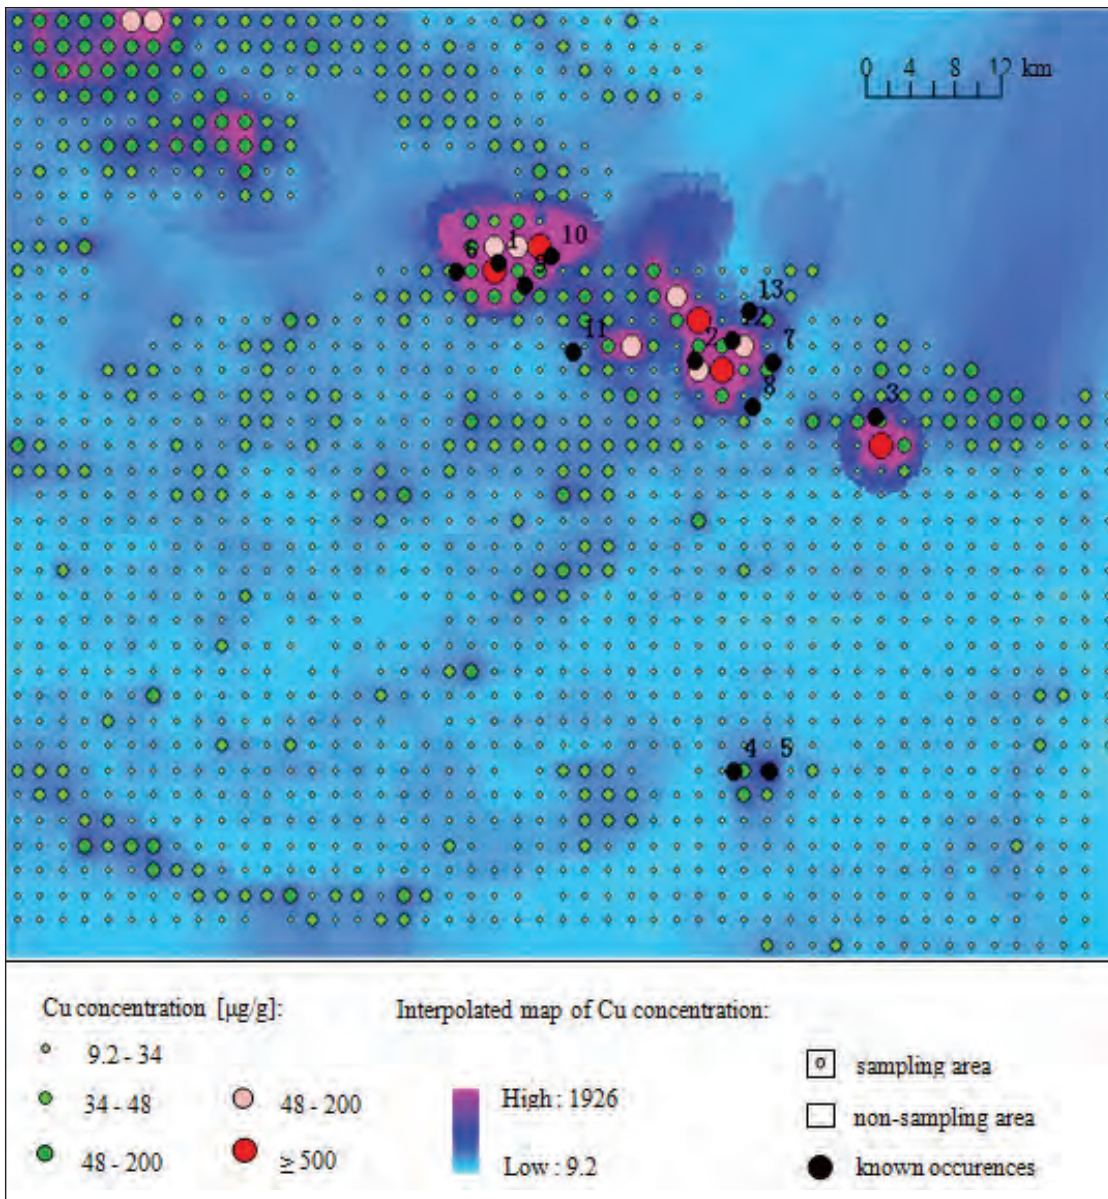 0 4 8 12 km
1
10
6
9
13
12
11
2
7
8
3
4 5
Cu concentration [µg/g]:
9.2 - 34
34 - 48
48 - 200
48 - 200
≥ 500
Interpolated map of Cu concentration:
High : 1926
Low : 9.2
sampling area
non-sampling area
known occurences